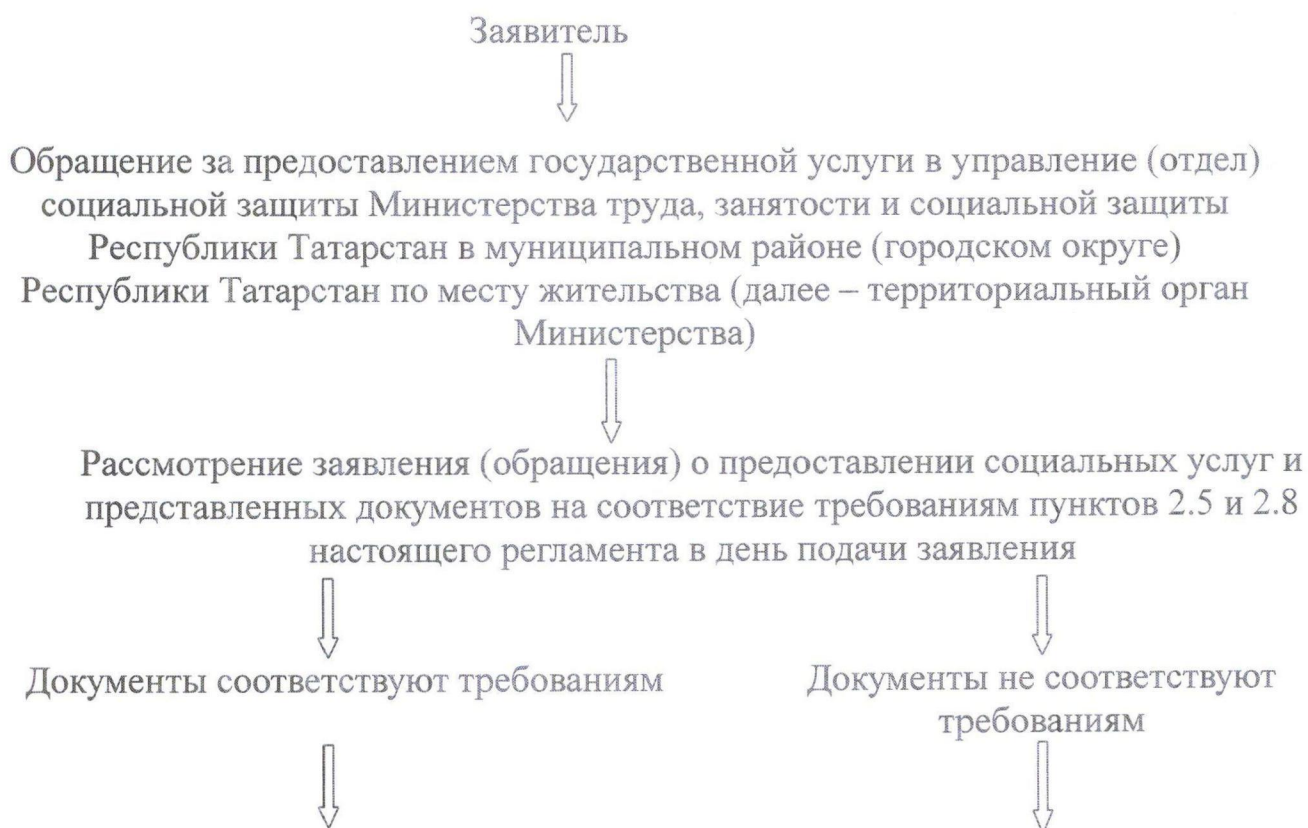 Заявитель
Обращение за предоставлением государственной услуги в управление (отдел)
социальной защиты Министерства труда, занятости и социальной защиты
Республики Татарстан в муниципальном районе (городском округе)
Республики Татарстан по месту жительства (далее – территориальный орган
Министерства)
Рассмотрение заявления (обращения) о предоставлении социальных услуг и
представленных документов на соответствие требованиям пунктов 2.5 и 2.8
настоящего регламента в день подачи заявления
Документы соответствуют требованиям
Документы не соответствуют
требованиям